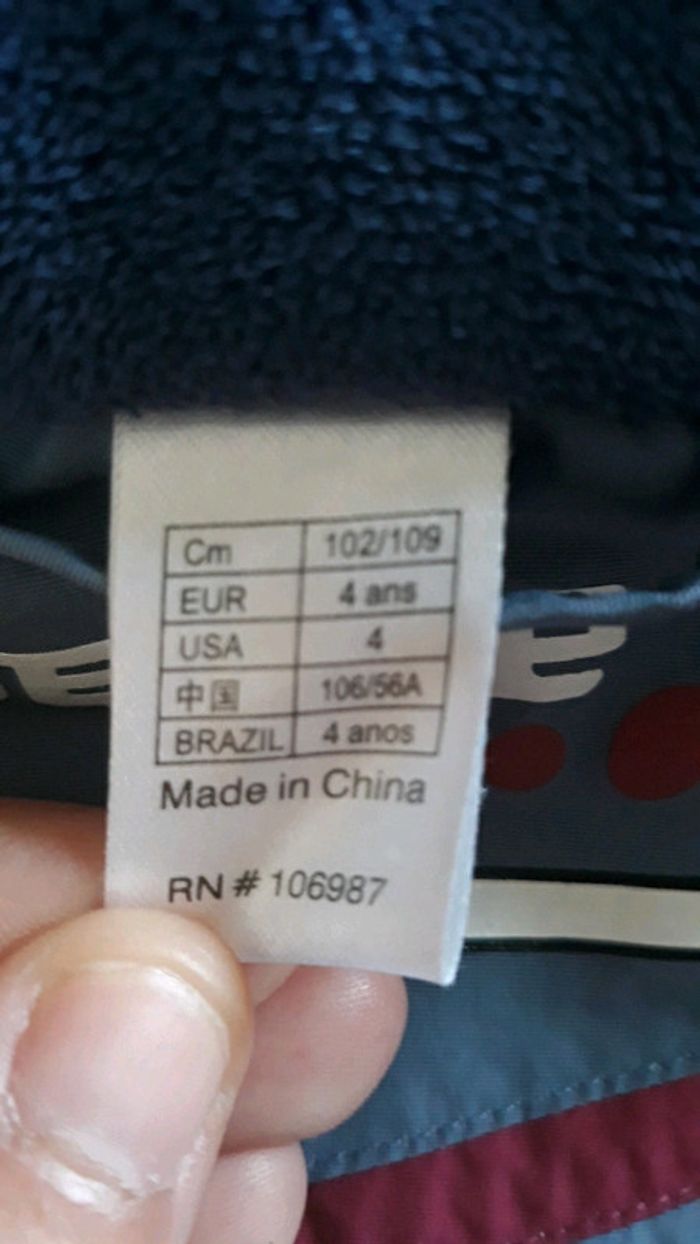 Cm 102/109
EUR 4 ans
USA 4
中国 106/56A
BRAZIL 4 anos
Made in China
RN # 106987